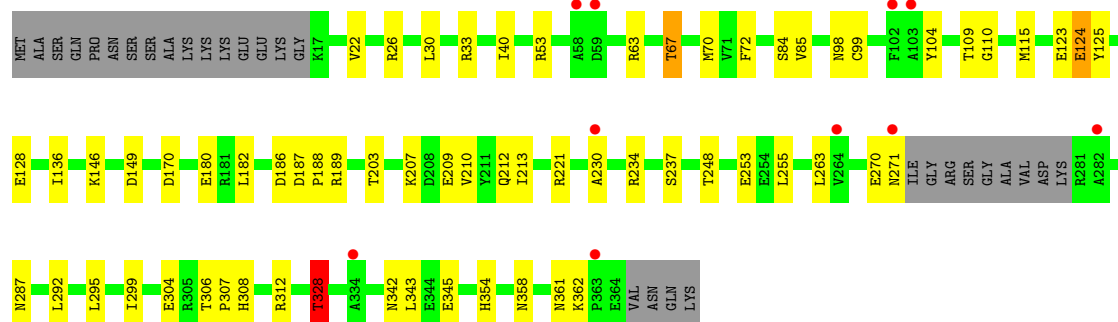 MET ALA SER GLN PRO ASN SER SER ALA LYS LYS LYS GLU GLU LYS GLY K17 V22 R26 L30 R33 I40 R53 A58 D59 R63 T67 M70 V71 F72 S84 V85 N98 C99 F102 A103 Y104 T109 G110 M115 E123 E124 Y125
E128 I136 K146 D149 D170 E180 R181 L182 D186 D187 P188 R189 T203 K207 D208 E209 V210 Y211 Q212 I213 R221 A230 R234 S237 T248 E253 E254 L255 L263 V264 E270 N271 ILE GLY ARG SER GLY ALA VAL ASP LYS R281 A282
N287 L292 L295 I299 E304 R305 T306 P307 H308 R312 T328 A334 N342 L343 E344 E345 H354 N358 N361 K362 P363 E364 VAL ASN GLN LYS